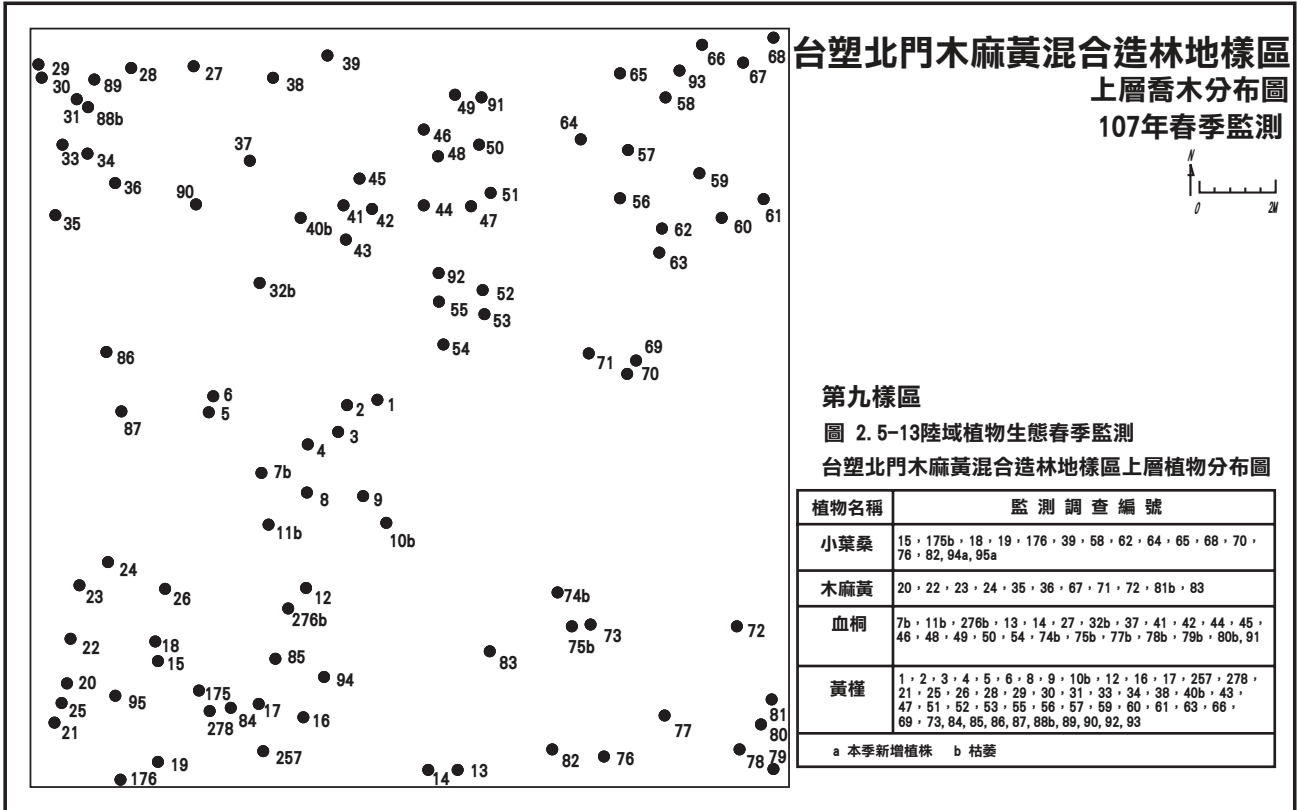 台塑北門木麻黃混合造林地樣區
上層喬木分布圖
107年春季監測
N
0 2M
68
66
39
67
29 28 27 65 93
30 89 38
49 91 58
31 88b
64
46
37 50
48 57
33 34
45 59
36
90 51
41 42 44 47 56 61
35 40b 60
62
43
63
92
32b 52
55
53
54 69
86 71
70
6
1
2
5
87
3
4
7b
8 9
11b 10b
24
23 26 12 74b
276b
73 72
22 18 75b
85 83
15
94
20 175
95 17
25 84 16 81
278 77
21 80
257 82 76 78 79
19
14 13
176
第九樣區
圖 2.5-13陸域植物生態春季監測
台塑北門木麻黃混合造林地樣區上層植物分布圖
植物名稱 監測調查編號
小葉桑 15，175b，18，19，176，39，58，62，64，65，68，70，
76，82, 94a, 95a
木麻黃 20，22，23，24，35，36，67，71，72，81b，83
血桐 7b，11b，276b，13，14，27，32b，37，41，42，44，45，
46，48，49，50，54，74b，75b，77b，78b，79b，80b, 91
黃槿 1，2，3，4，5，6，8，9，10b，12，16，17，257，278，
21，25，26，28，29，30，31，33，34，38，40b，43，
47，51，52，53，55，56，57，59，60，61，63，66，
69，73, 84, 85, 86, 87, 88b, 89, 90, 92, 93
a 本季新增植株 b 枯萎